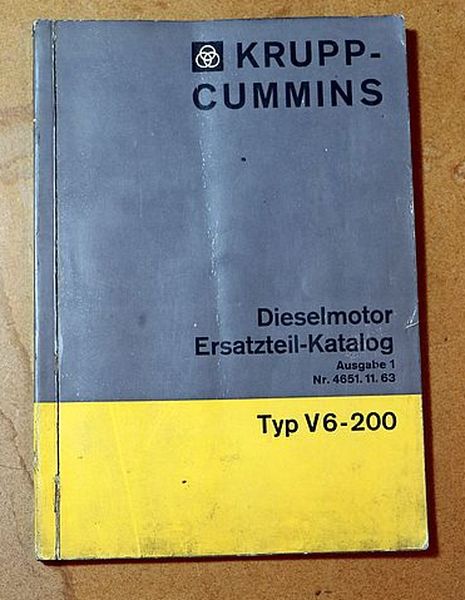 KRUPP-
CUMMINS
Dieselmotor
Ersatzteil-Katalog
Ausgabe 1
Nr. 4651. 11. 63
Typ V6-200